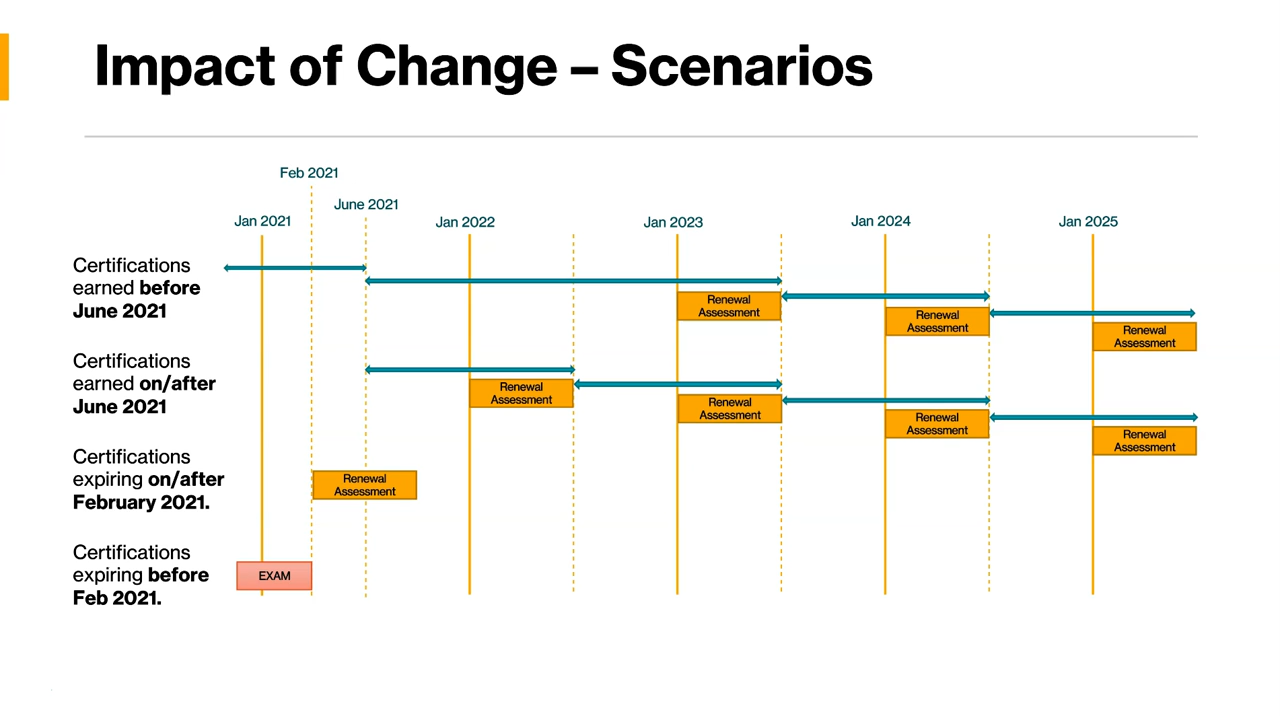 Impact of Change – Scenarios
Feb 2021
June 2021
Jan 2021
Jan 2022
Jan 2023
Jan 2024
Jan 2025
Certifications
earned before
June 2021
Renewal
Assessment
Renewal
Assessment
Renewal
Assessment
Certifications
earned on/after
June 2021
Renewal
Assessment
Renewal
Assessment
Renewal
Assessment
Renewal
Assessment
Certifications
expiring on/after
February 2021.
Renewal
Assessment
Certifications
expiring before
Feb 2021.
EXAM